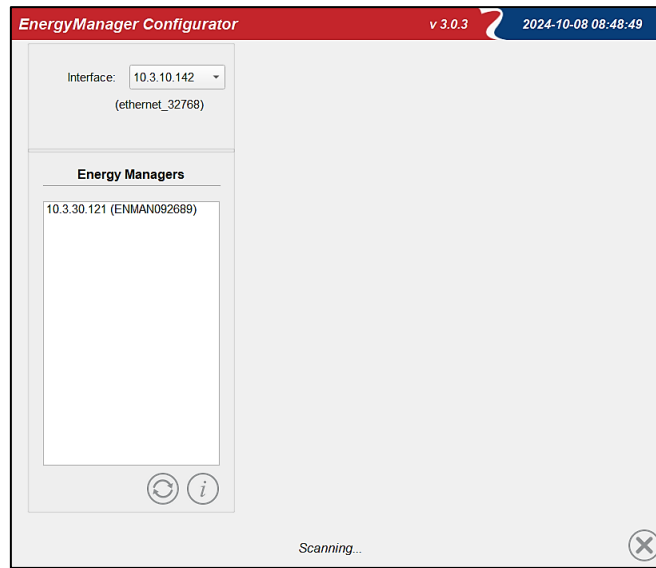 EnergyManager Configurator v 3.0.3 2024-10-08 08:48:49
Interface: 10.3.10.142
(ethernet_32768)
Energy Managers
10.3.30.121 (ENMAN092689)
i
Scanning...